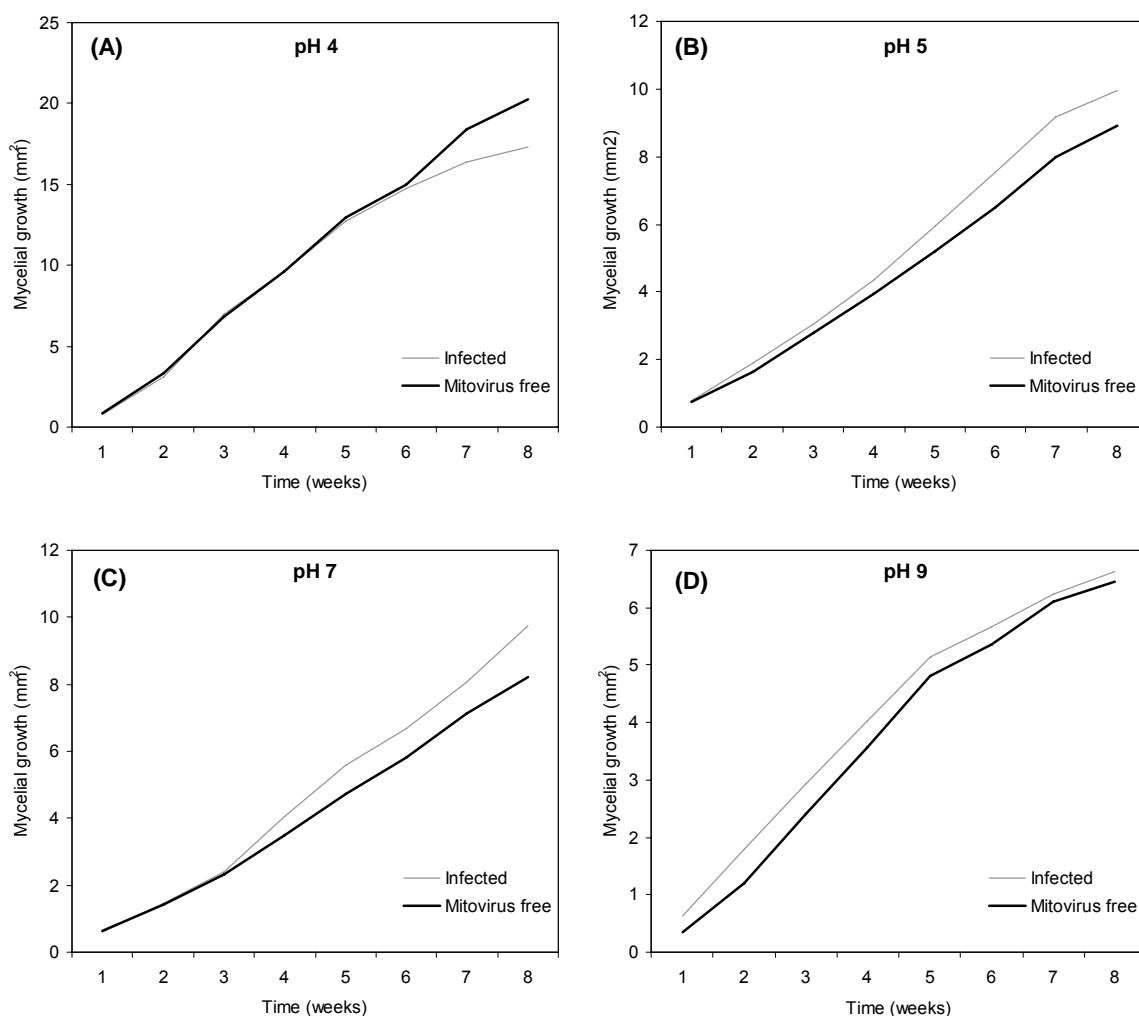 (A)
pH 4
Mycelial growth (mm²)
25
20
15
10
5
0
Infected
Mitovirus free
1 2 3 4 5 6 7 8
Time (weeks)
(B)
pH 5
Mycelial growth (mm2)
12
10
8
6
4
2
0
Infected
Mitovirus free
1 2 3 4 5 6 7 8
Time (weeks)
(C)
pH 7
Mycelial growth (mm²)
12
10
8
6
4
2
0
Infected
Mitovirus free
1 2 3 4 5 6 7 8
Time (weeks)
(D)
pH 9
Mycelial growth (mm²)
7
6
5
4
3
2
1
0
Infected
Mitovirus free
1 2 3 4 5 6 7 8
Time (weeks)